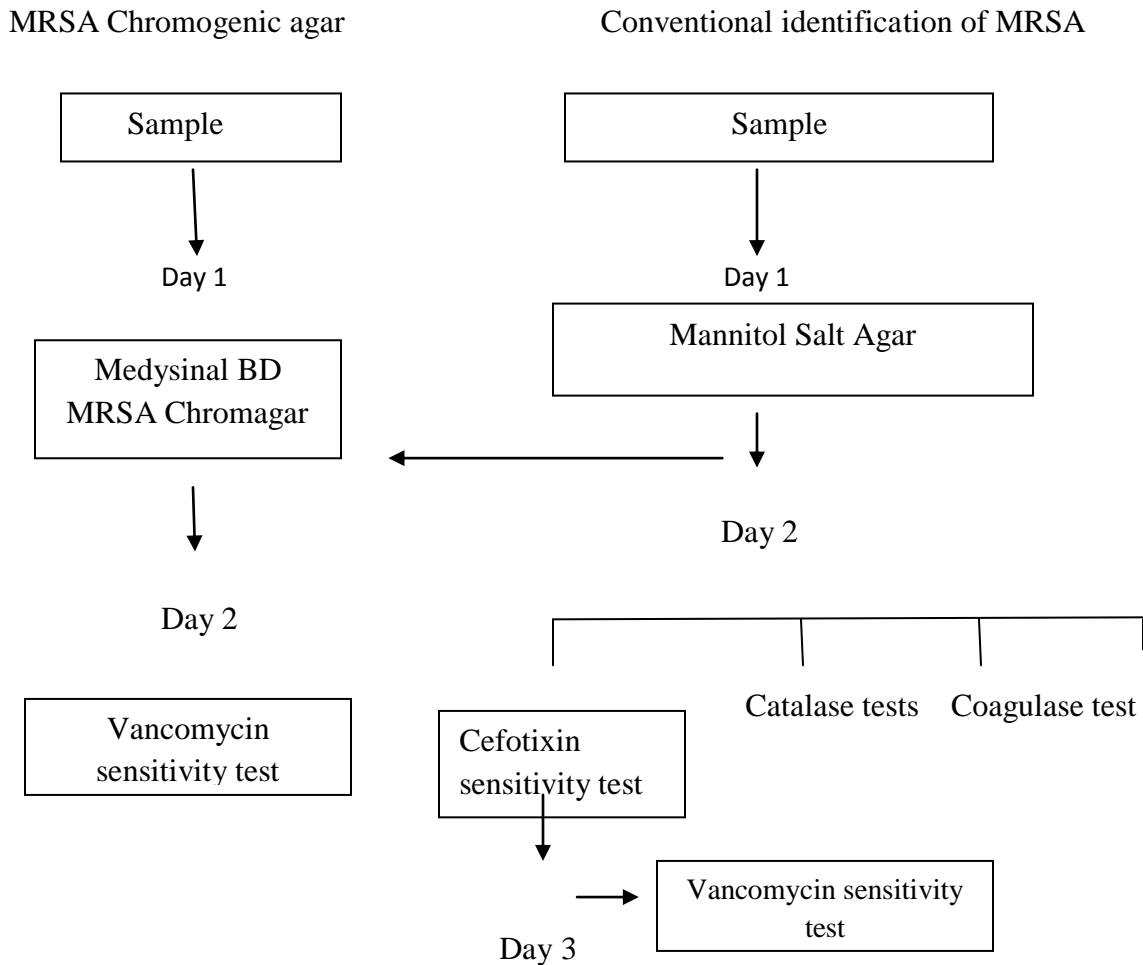 MRSA Chromogenic agar
Conventional identification of MRSA
Sample
Sample
Day 1
Day 1
Medysinal BD
MRSA Chromagar
Mannitol Salt Agar
Day 2
Day 2
Vancomycin
sensitivity test
Cefotixin
sensitivity test
Catalase tests
Coagulase test
Vancomycin sensitivity
test
Day 3